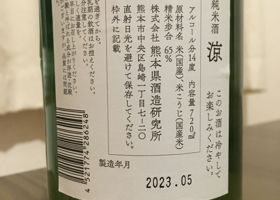 純米酒
涼
このお酒は冷やして
お楽しみください。
アルコール分14度 内容量720ml
原材料名 米(国産)、米こうじ(国産米)
精米歩合 65%
株式会社 熊本県酒造研究所
熊本市中央区島崎一丁目七-二〇
直射日光を避けて保存してください。
枠外に記載
製造年月
2023.05
4 521774 286248